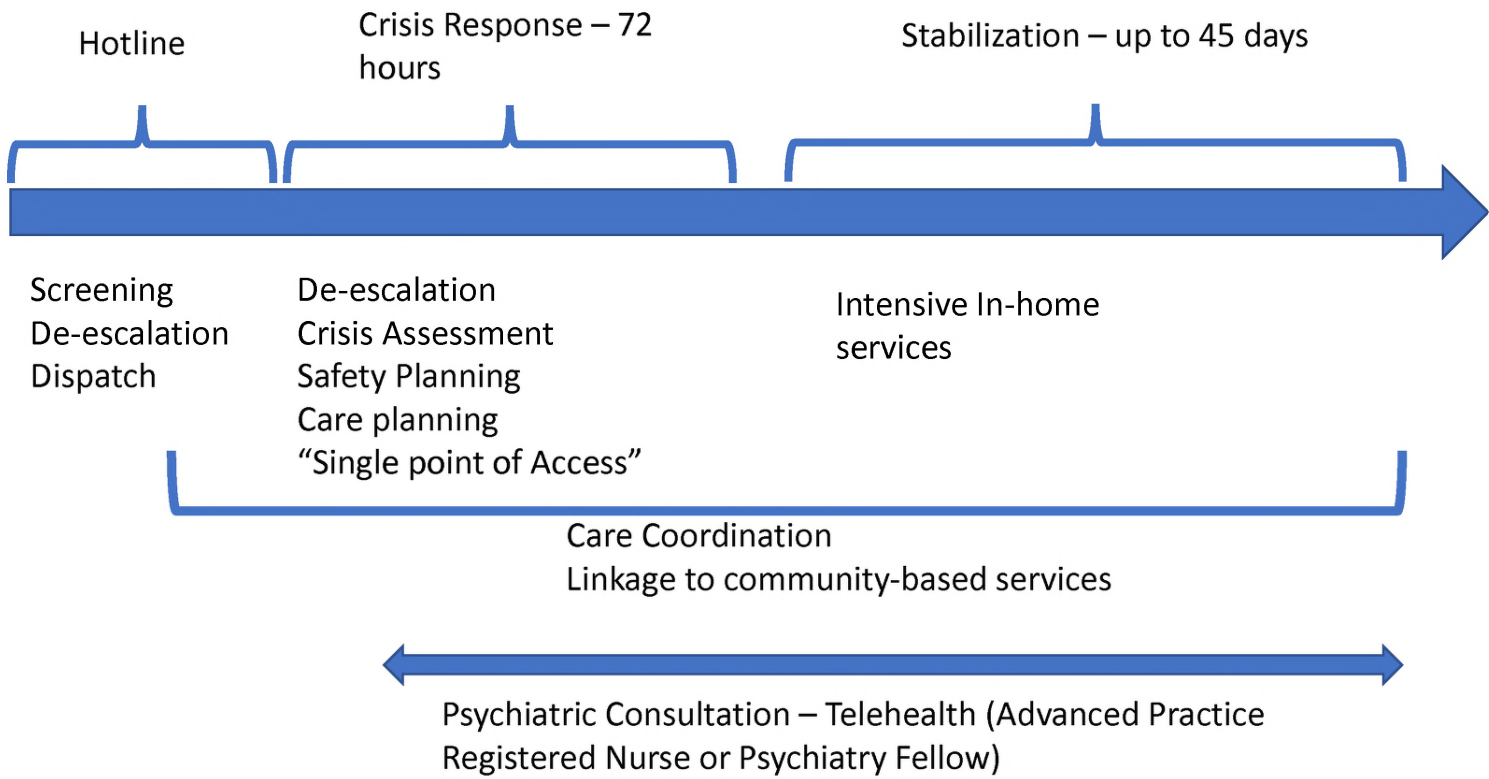 Hotline
Crisis Response – 72
hours
Stabilization – up to 45 days
Screening
De-escalation
Dispatch
De-escalation
Crisis Assessment
Safety Planning
Care planning
“Single point of Access”
Intensive In-home
services
Care Coordination
Linkage to community-based services
Psychiatric Consultation – Telehealth (Advanced Practice
Registered Nurse or Psychiatry Fellow)